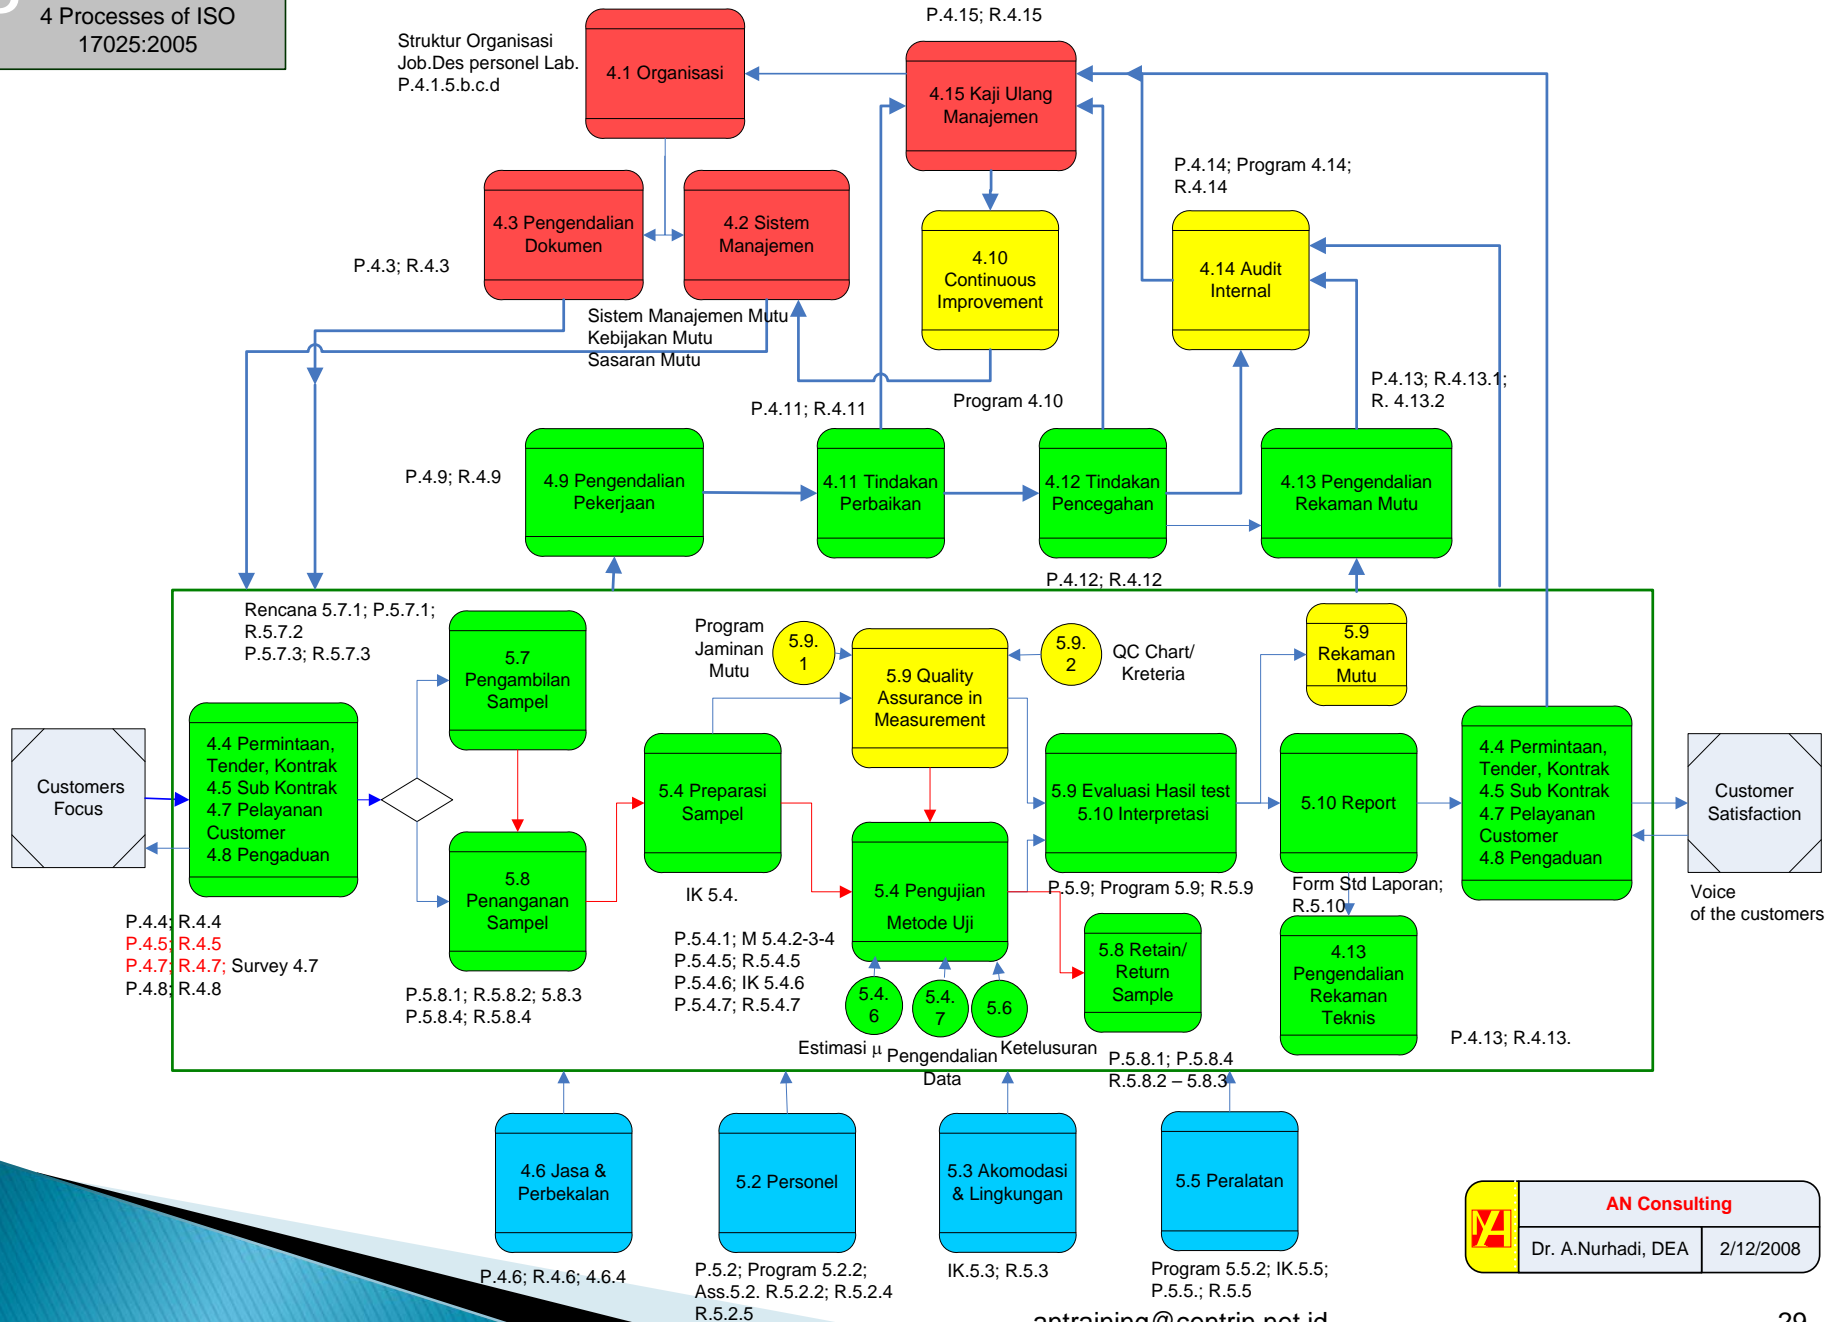 4 Processes of ISO
17025:2005
Struktur Organisasi
Job.Des personel Lab.
P.4.1.5.b.c.d
4.1 Organisasi
P.4.15; R.4.15
4.15 Kaji Ulang
Manajemen
4.3 Pengendalian
Dokumen
4.2 Sistem
Manajemen
P.4.3; R.4.3
Sistem Manajemen Mutu
Kebijakan Mutu
Sasaran Mutu
4.10
Continuous
Improvement
Program 4.10
P.4.14; Program 4.14;
R.4.14
4.14 Audit
Internal
P.4.13; R.4.13.1;
R. 4.13.2
P.4.11; R.4.11
P.4.9; R.4.9
4.9 Pengendalian
Pekerjaan
4.11 Tindakan
Perbaikan
4.12 Tindakan
Pencegahan
4.13 Pengendalian
Rekaman Mutu
P.4.12; R.4.12
Rencana 5.7.1; P.5.7.1;
R.5.7.2
P.5.7.3; R.5.7.3
5.7
Pengambilan
Sampel
Program
Jaminan
Mutu
5.9.
1
5.9 Quality
Assurance in
Measurement
5.9.
2
QC Chart/
Kreteria
5.9
Rekaman
Mutu
Customers
Focus
4.4 Permintaan,
Tender, Kontrak
4.5 Sub Kontrak
4.7 Pelayanan
Customer
4.8 Pengaduan
5.8
Penanganan
Sampel
5.4 Preparasi
Sampel
IK 5.4.
5.4 Pengujian
Metode Uji
5.9 Evaluasi Hasil test
5.10 Interpretasi
P.5.9; Program 5.9; R.5.9
5.10 Report
Form Std Laporan;
R.5.10
4.4 Permintaan,
Tender, Kontrak
4.5 Sub Kontrak
4.7 Pelayanan
Customer
4.8 Pengaduan
Customer
Satisfaction
Voice
of the customers
P.4.4; R.4.4
P.4.5; R.4.5
P.4.7; R.4.7; Survey 4.7
P.4.8; R.4.8
P.5.8.1; R.5.8.2; 5.8.3
P.5.8.4; R.5.8.4
P.5.4.1; M 5.4.2-3-4
P.5.4.5; R.5.4.5
P.5.4.6; IK 5.4.6
P.5.4.7; R.5.4.7
5.4.
6
5.4.
7
5.6
Estimasi μ
Pengendalian
Data
Ketelusuran
5.8 Retain/
Return
Sample
P.5.8.1; P.5.8.4
R.5.8.2 – 5.8.3
4.13
Pengendalian
Rekaman
Teknis
P.4.13; R.4.13.
4.6 Jasa &
Perbekalan
5.2 Personel
5.3 Akomodasi
& Lingkungan
5.5 Peralatan
P.4.6; R.4.6; 4.6.4
P.5.2; Program 5.2.2;
Ass.5.2. R.5.2.2; R.5.2.4
R.5.2.5
IK.5.3; R.5.3
Program 5.5.2; IK.5.5;
P.5.5.; R.5.5
AN Consulting
Dr. A.Nurhadi, DEA
2/12/2008
29